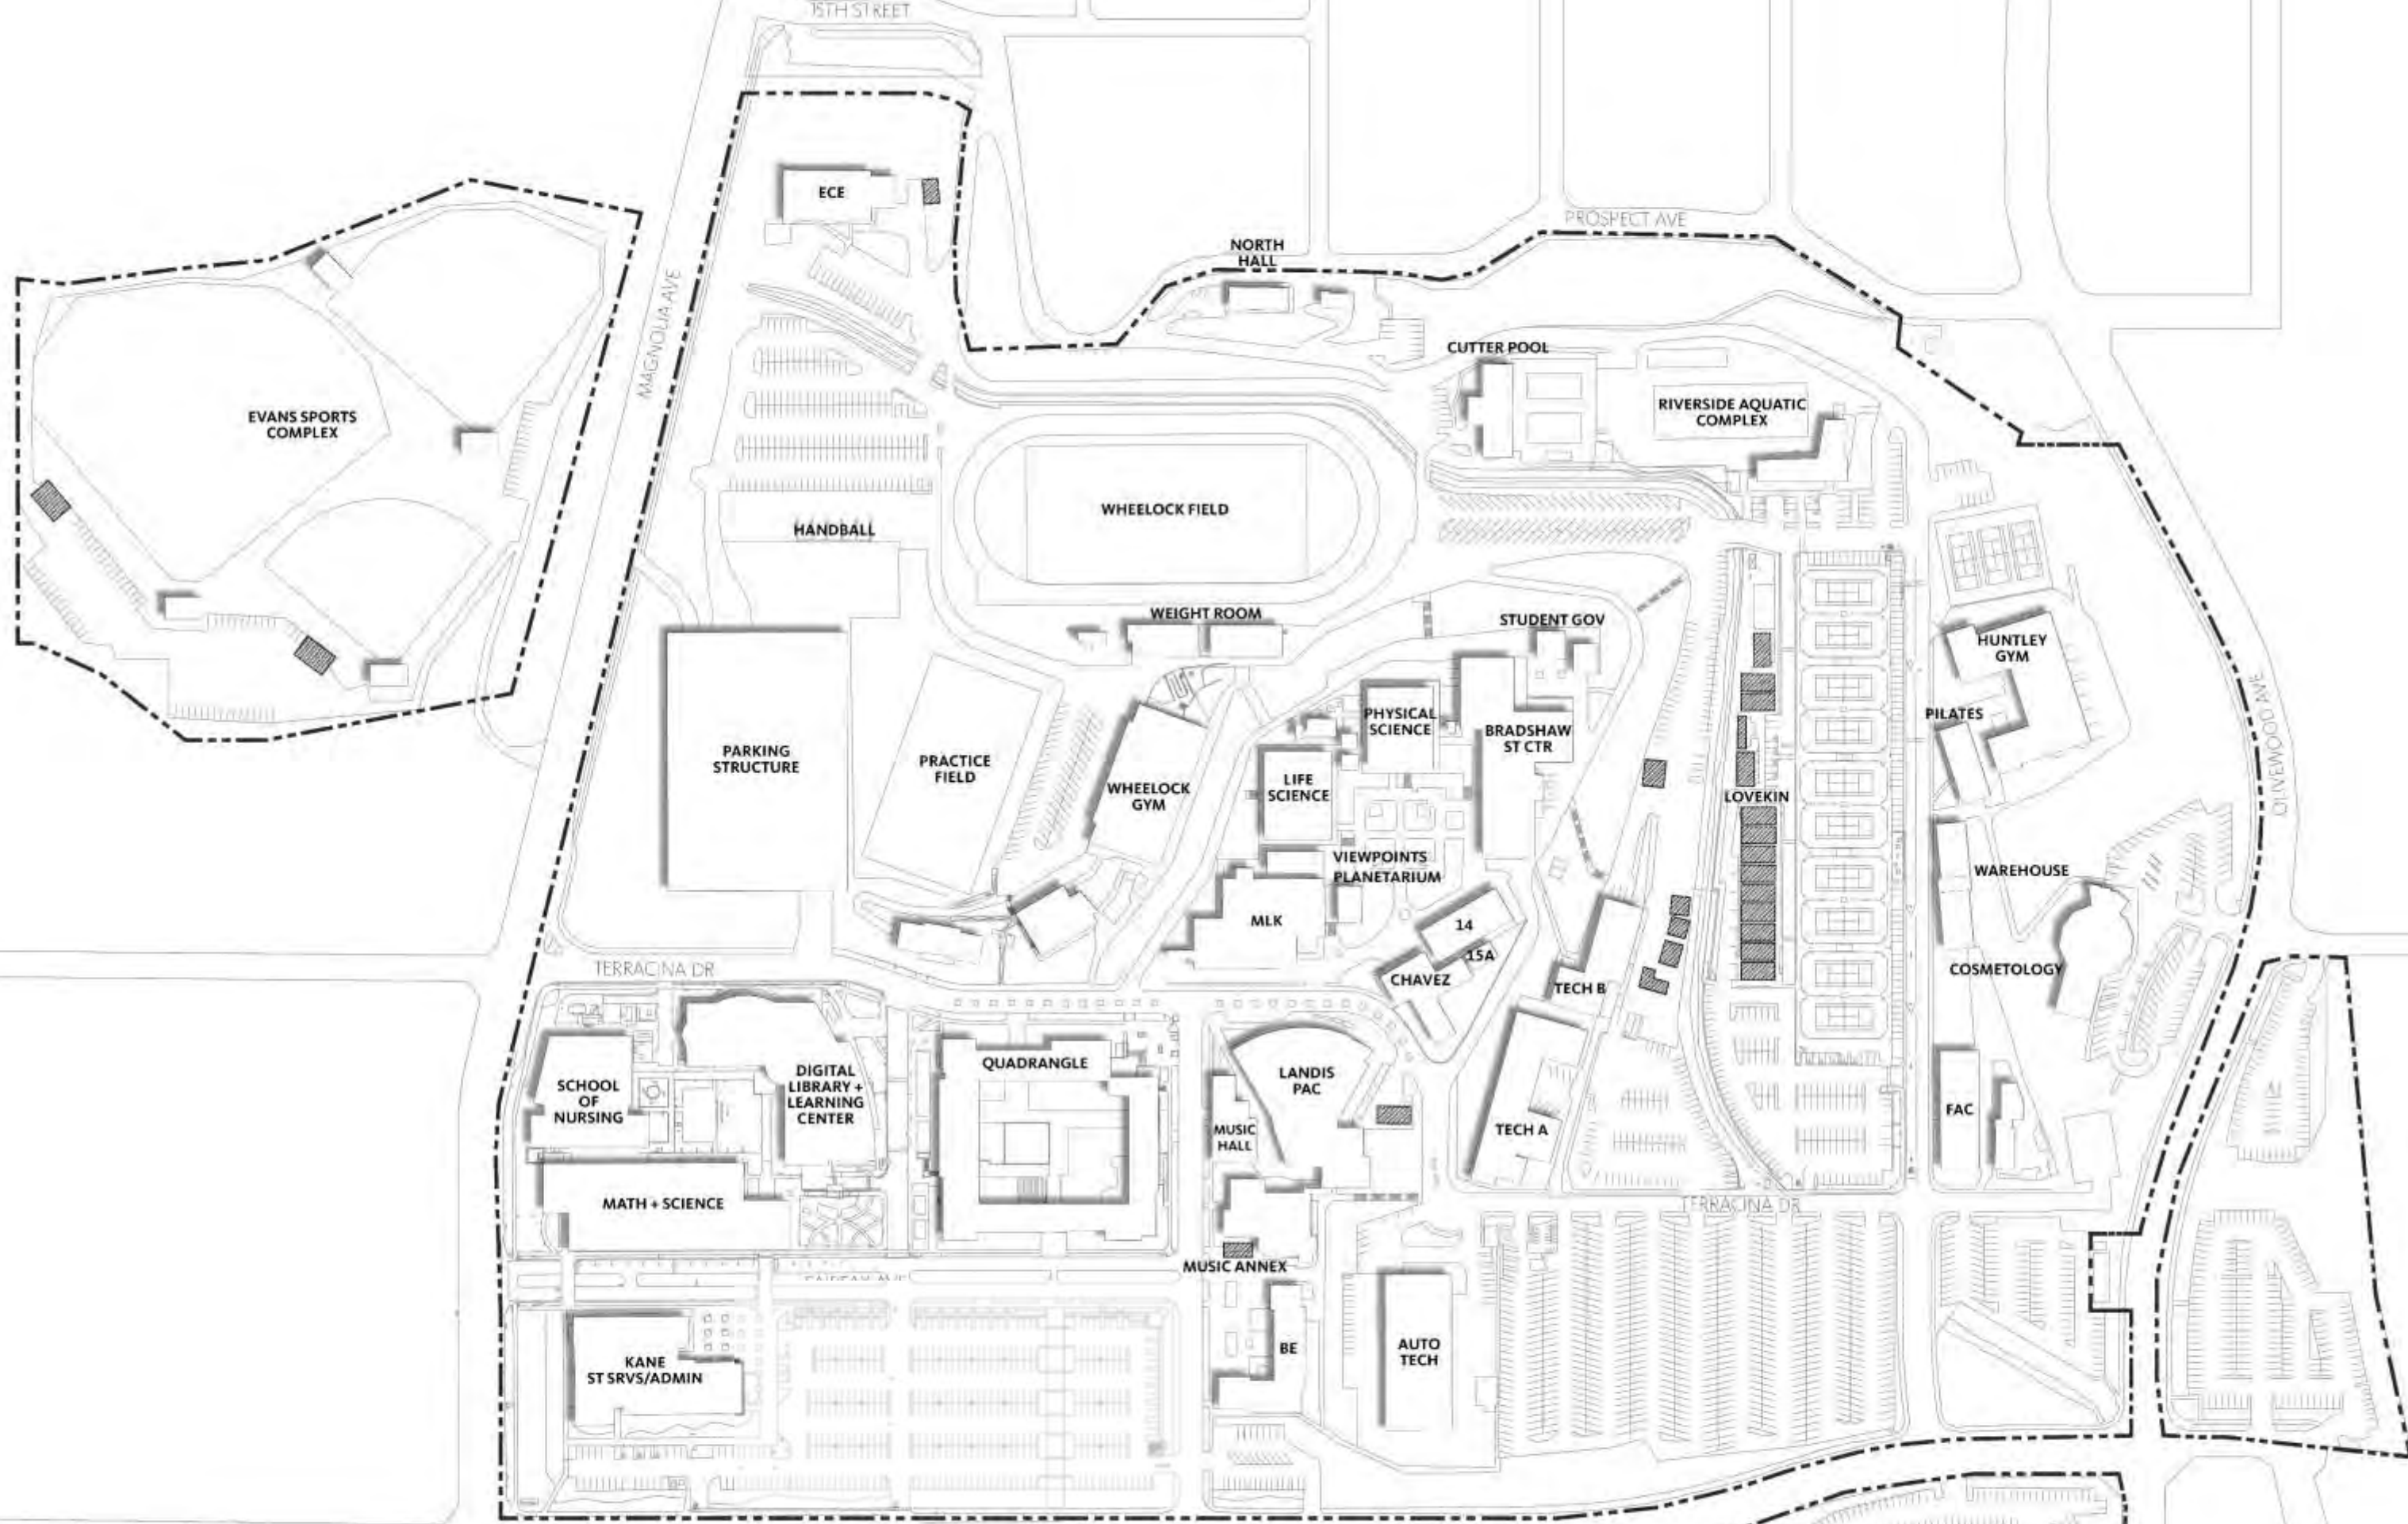 15TH STREET
ECE
PROSPECT AVE
NORTH
HALL
MAGNOLIA AVE
CUTTER POOL
EVANS SPORTS
COMPLEX
RIVERSIDE AQUATIC
COMPLEX
WHEELOCK FIELD
HANDBALL
WEIGHT ROOM
STUDENT GOV
HUNTLEY
GYM
PHYSICAL
SCIENCE
PILATES
BRADSHAW
ST CTR
OLIVEWOOD AVE
PARKING
STRUCTURE
PRACTICE
FIELD
WHEELOCK
GYM
LIFE
SCIENCE
LOVEKIN
VIEWPOINTS
PLANETARIUM
WAREHOUSE
MLK
14
15A
CHAVEZ
TECH B
COSMETOLOGY
TERRACINA DR
QUADRANGLE
SCHOOL
OF
NURSING
DIGITAL
LIBRARY +
LEARNING
CENTER
LANDIS
PAC
MUSIC
HALL
TECH A
FAC
MATH + SCIENCE
TERRACINA DR
MUSIC ANNEX
FAIRFAX AVE
KANE
ST SRVS/ADMIN
BE
AUTO
TECH